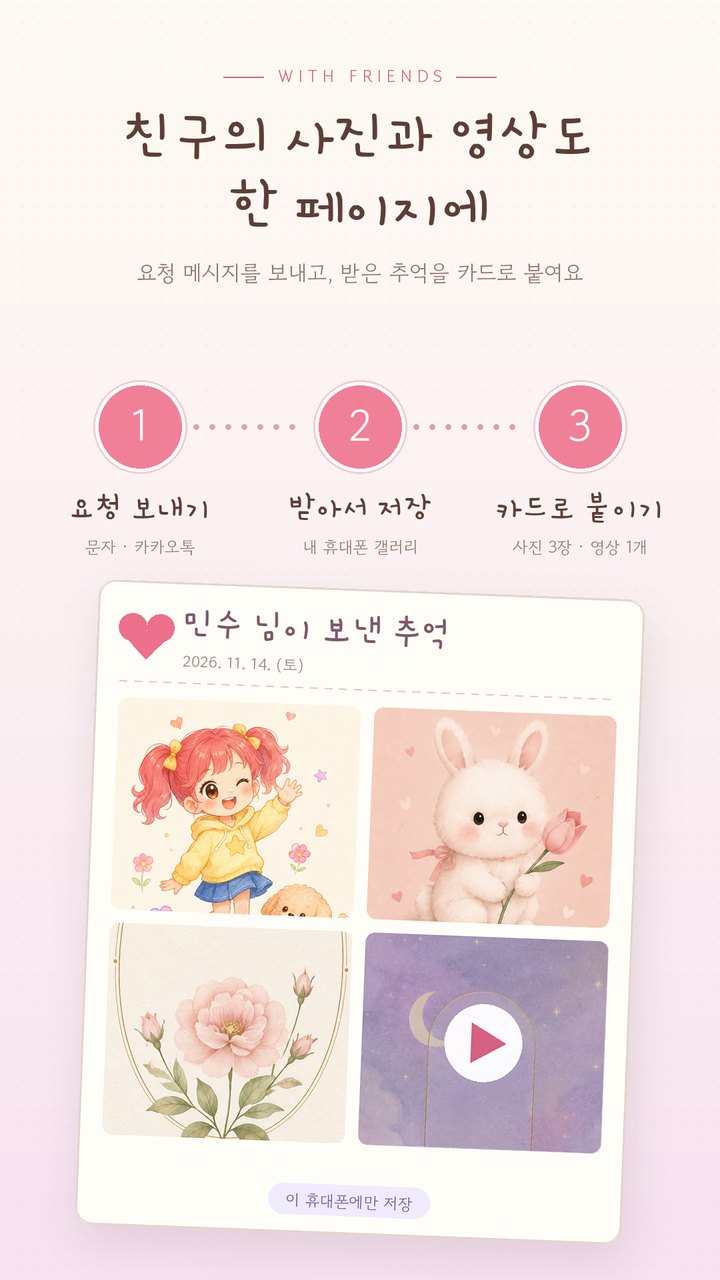 WITH FRIENDS
친구의 사진과 영상도
한 페이지에
요청 메시지를 보내고, 받은 추억을 카드로 붙여요
1
2
3
요청 보내기
받아서 저장
카드로 붙이기
문자 · 카카오톡
내 휴대폰 갤러리
사진 3장 · 영상 1개
민수 님이 보낸 추억
2026. 11. 14. (토)
이 휴대폰에만 저장